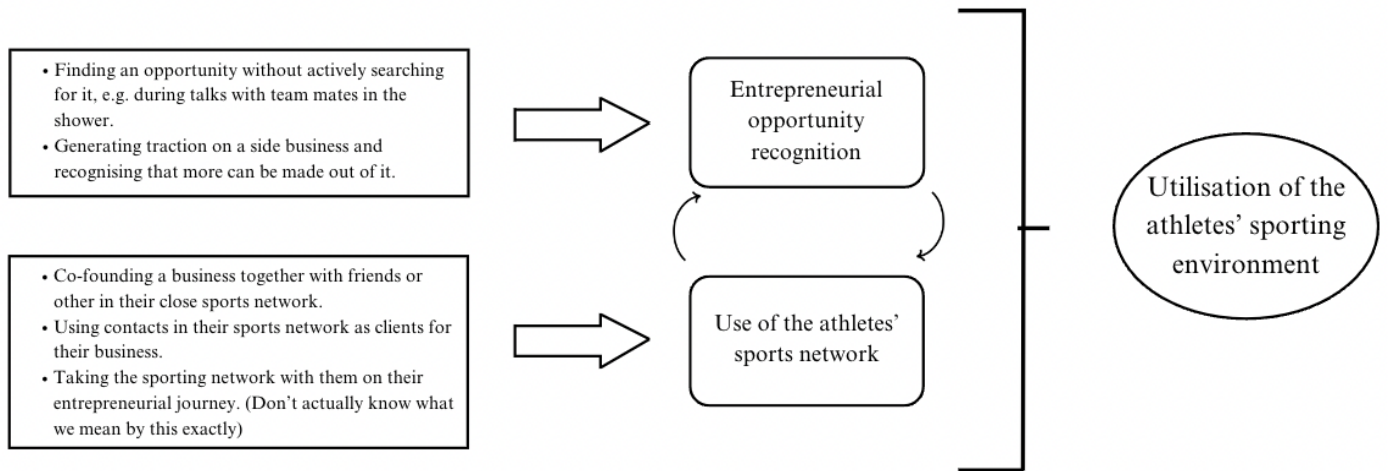 • Finding an opportunity without actively searching
for it, e.g. during talks with team mates in the
shower.
• Generating traction on a side business and
recognising that more can be made out of it.
Entrepreneurial
opportunity
recognition
• Co-founding a business together with friends or
other in their close sports network.
• Using contacts in their sports network as clients for
their business.
• Taking the sporting network with them on their
entrepreneurial journey. (Don’t actually know what
we mean by this exactly)
Use of the athletes’
sports network
Utilisation of the
athletes’ sporting
environment